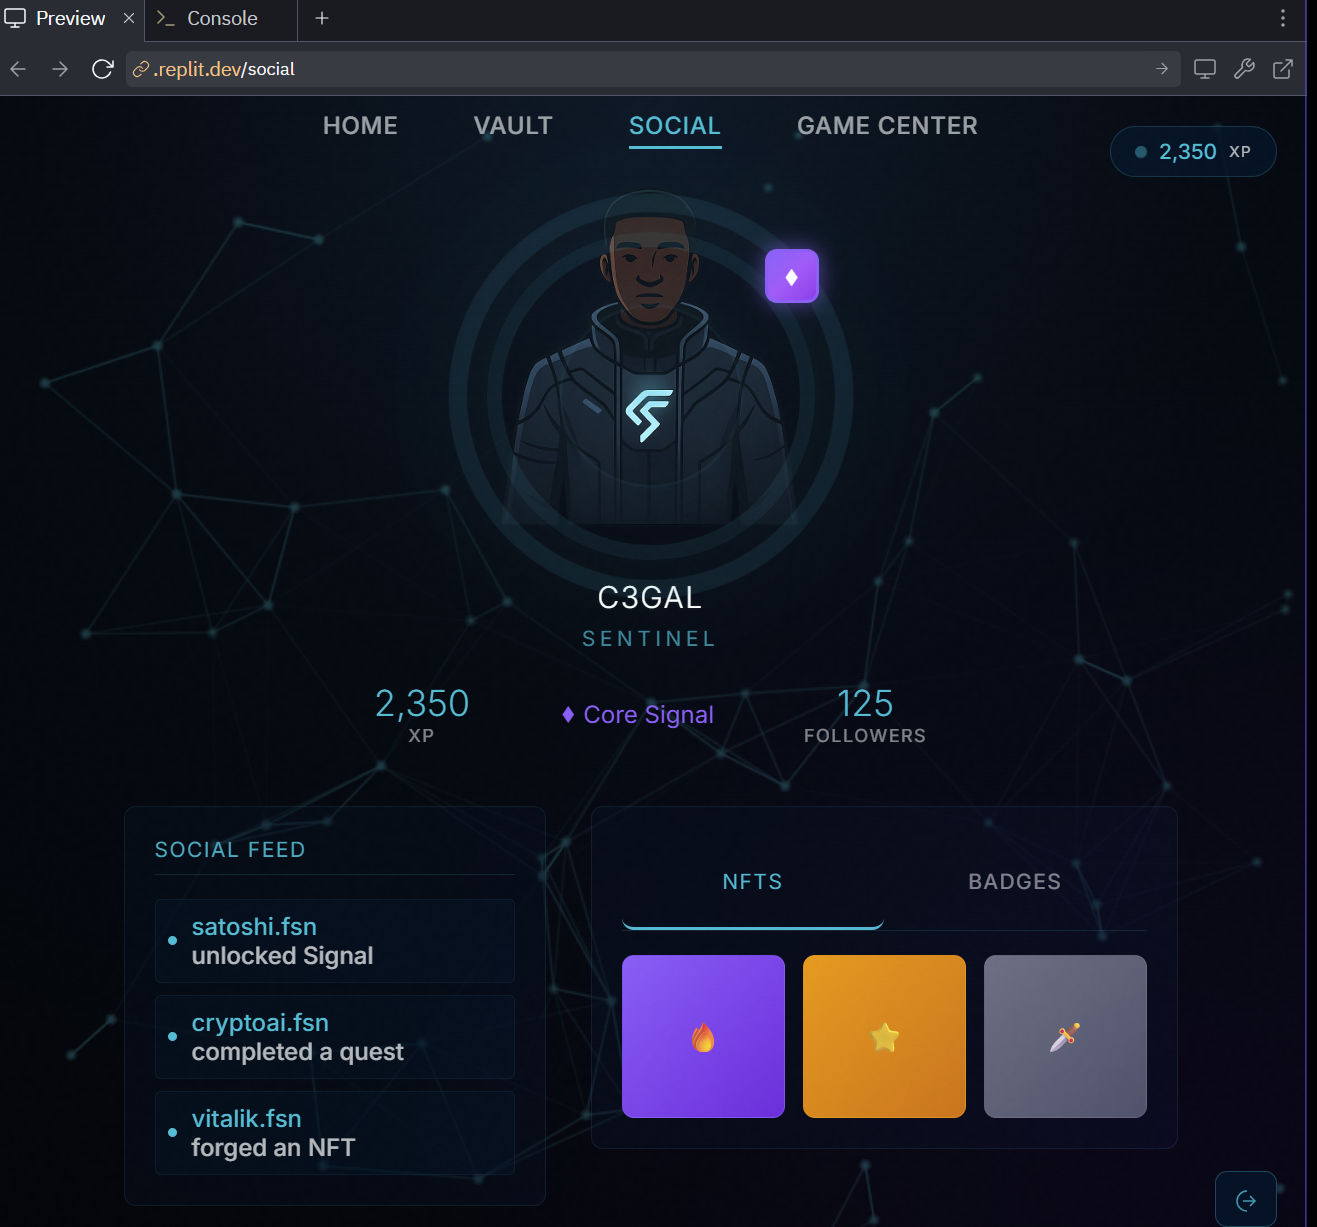 Preview
Console
.replit.dev/social
HOME
VAULT
SOCIAL
GAME CENTER
2,350 XP
C3GAL
SENTINEL
2,350
XP
Core Signal
125
FOLLOWERS
SOCIAL FEED
satoshi.fsn
unlocked Signal
cryptoai.fsn
completed a quest
vitalik.fsn
forged an NFT
NFTS
BADGES